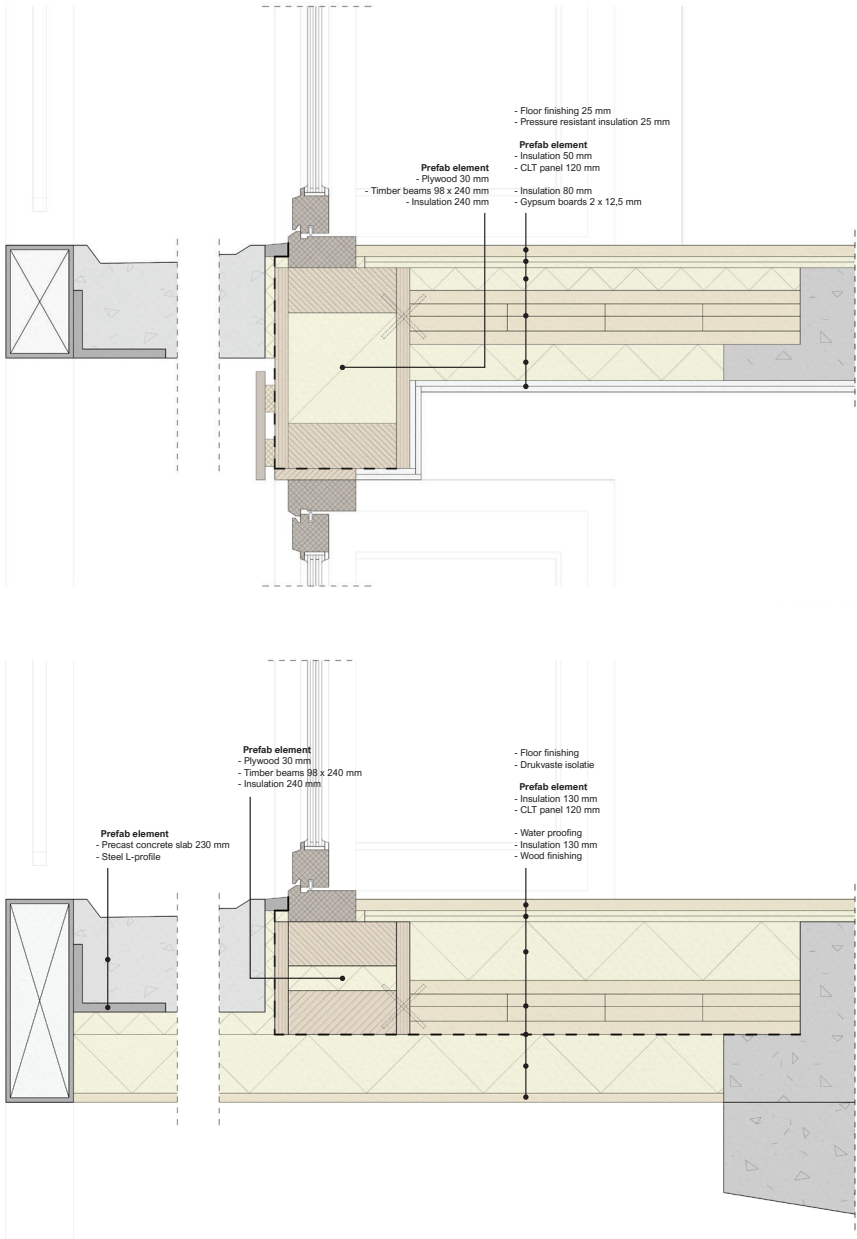 - Floor finishing 25 mm
- Pressure resistant insulation 25 mm
Prefab element
- Insulation 50 mm
- CLT panel 120 mm
- Insulation 80 mm
- Gypsum boards 2 x 12,5 mm
Prefab element
- Plywood 30 mm
- Timber beams 98 x 240 mm
- Insulation 240 mm
Prefab element
- Plywood 30 mm
- Timber beams 98 x 240 mm
- Insulation 240 mm
- Floor finishing
- Drukvaste isolatie
Prefab element
- Insulation 130 mm
- CLT panel 120 mm
- Water proofing
- Insulation 130 mm
- Wood finishing
Prefab element
- Precast concrete slab 230 mm
- Steel L-profile